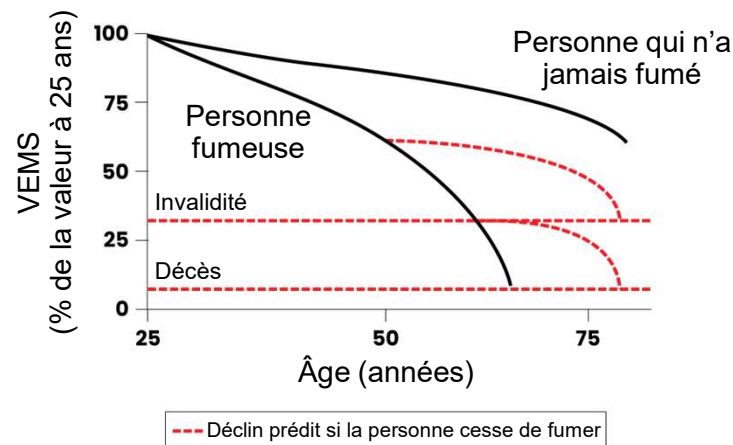 VEMS
(% de la valeur à 25 ans)
100
75
50
25
0
Personne qui n'a
jamais fumé
Personne
fumeuse
Invalidité
Décès
25
50
75
Âge (années)
Déclin prédit si la personne cesse de fumer